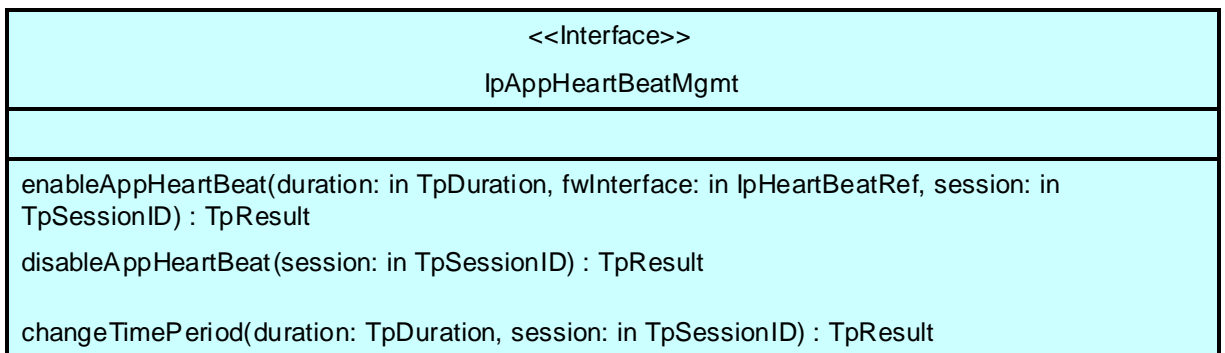 <<Interface>>
IpAppHeartBeatMgmt
enableAppHeartBeat(duration: in TpDuration, fwInterface: in IpHeartBeatRef, session: in
TpSessionID) : TpResult
disableAppHeartBeat(session: in TpSessionID) : TpResult
changeTimePeriod(duration: TpDuration, session: in TpSessionID) : TpResult